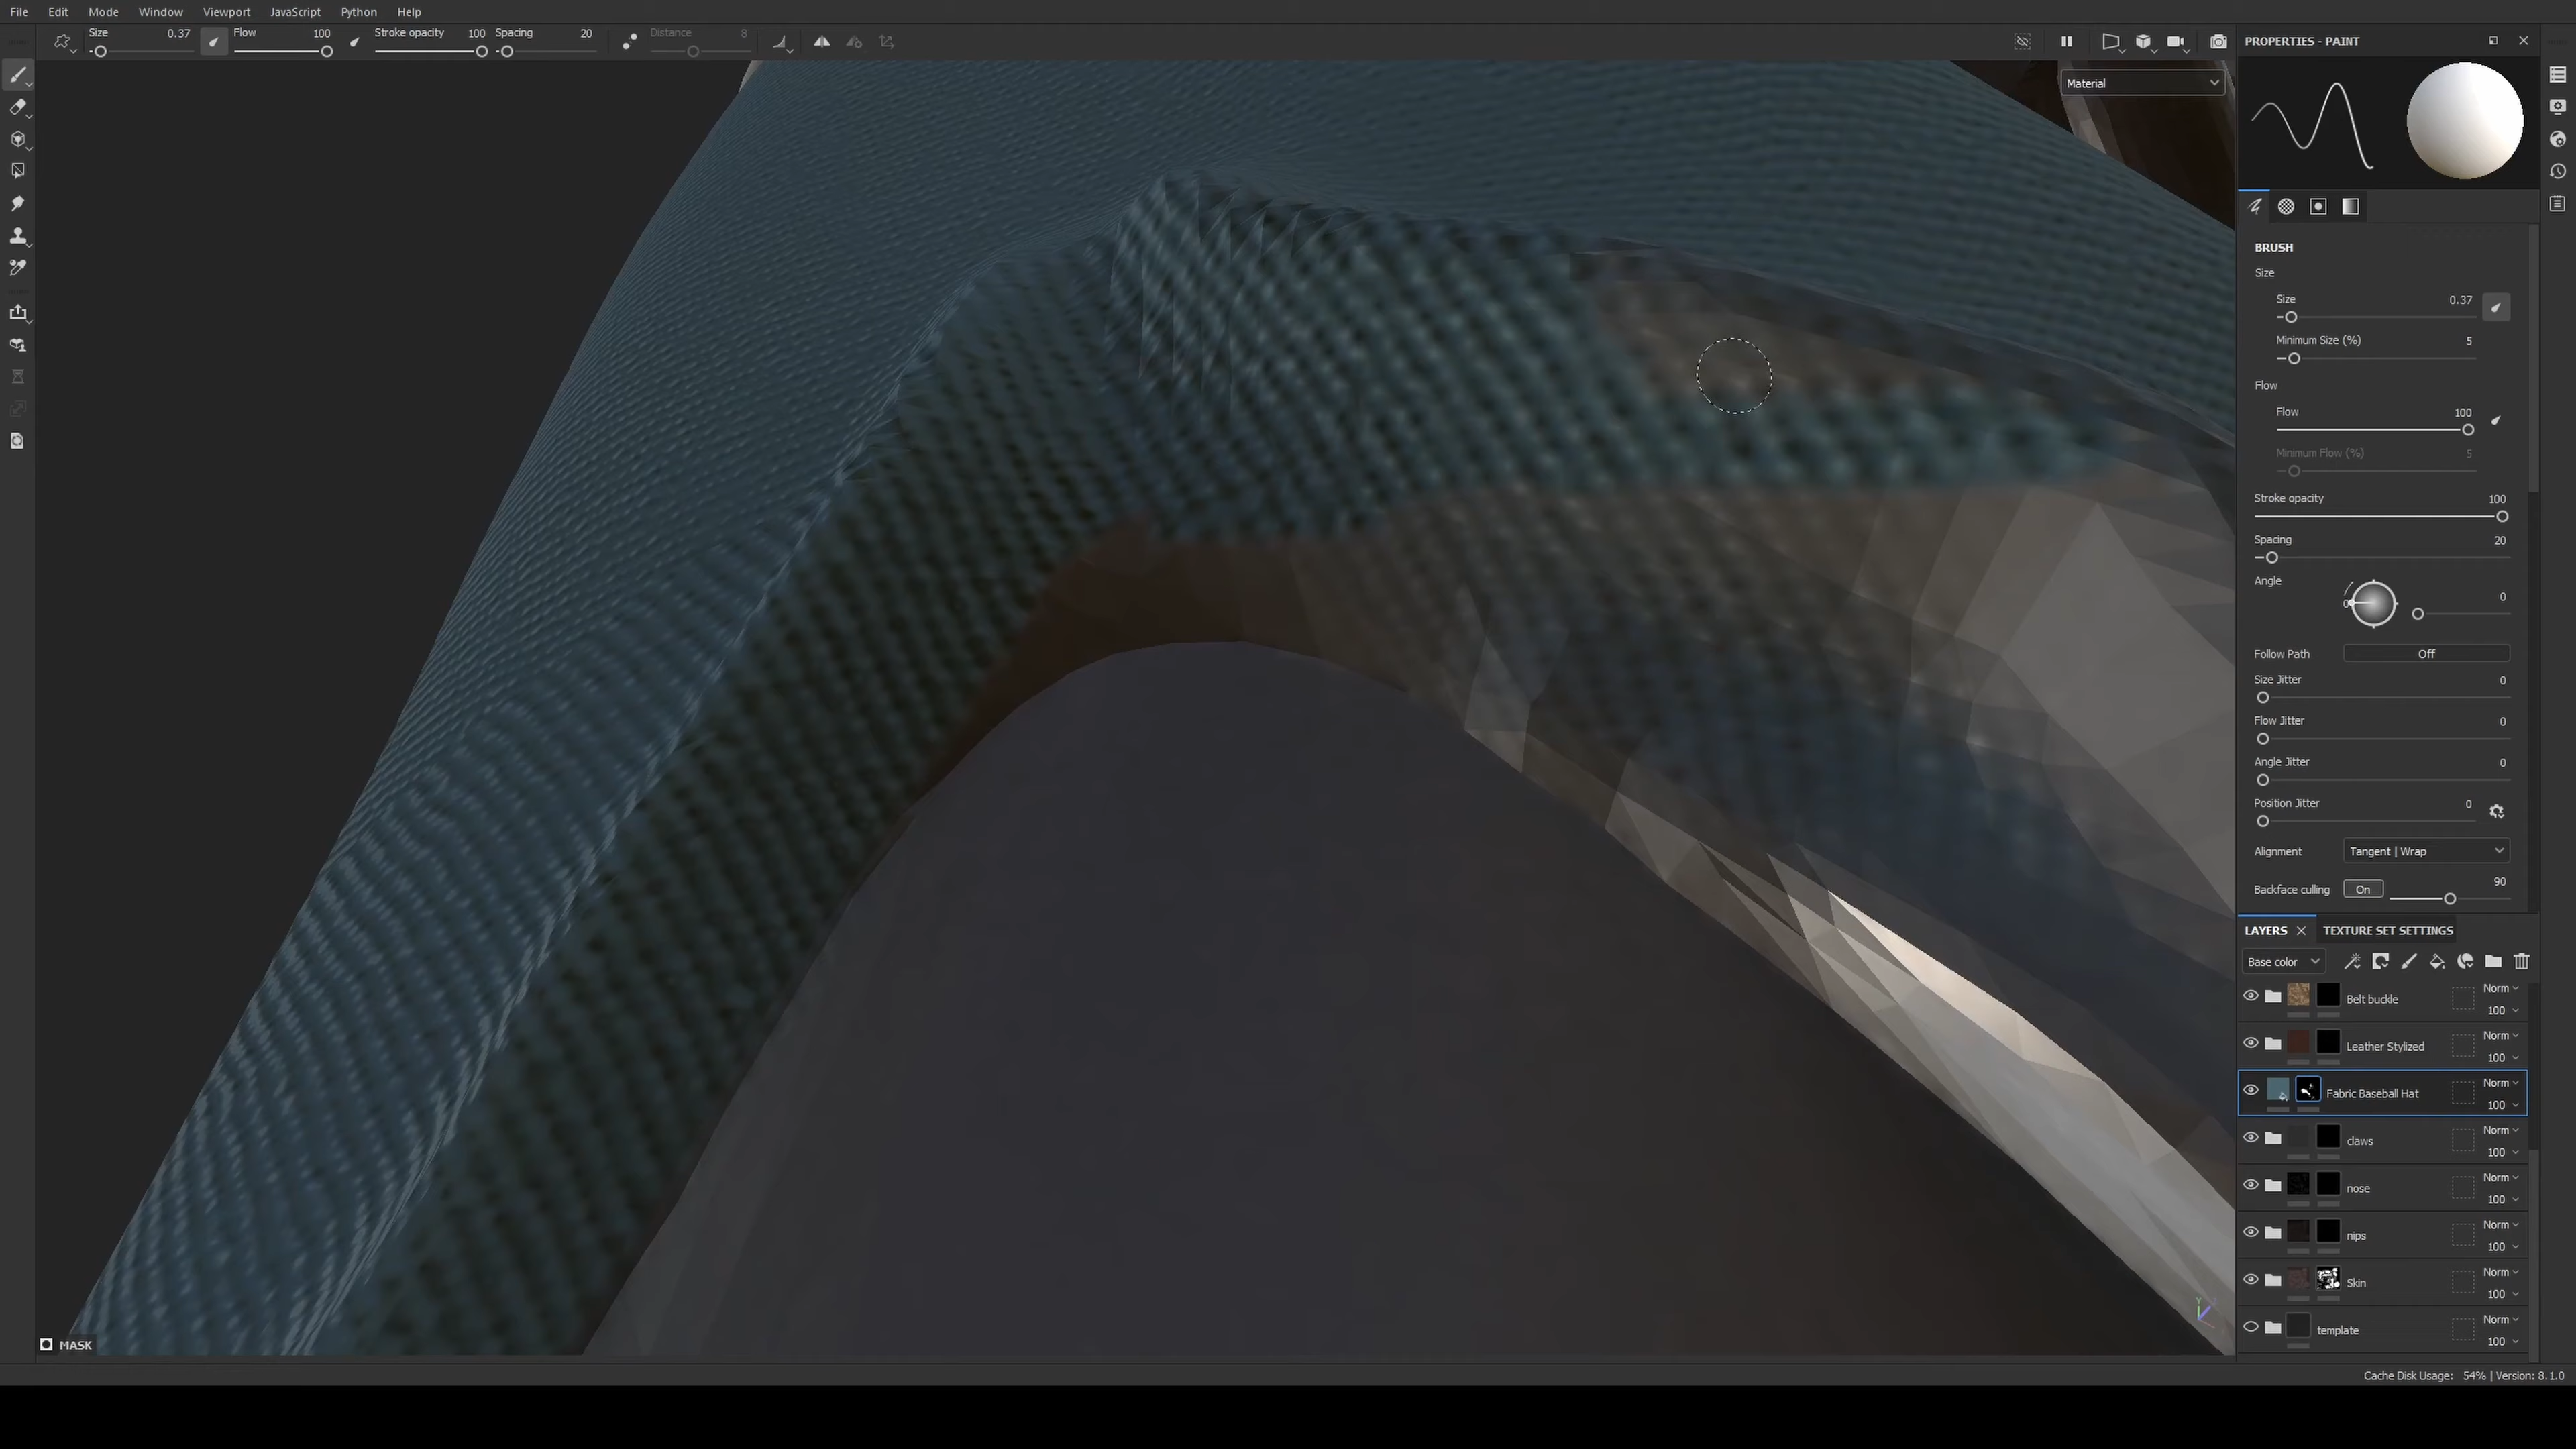 File Edit Mode Window Viewport JavaScript Python Help
Size 0.37 Flow 100 Stroke opacity 100 Spacing 20 Distance 8
PROPERTIES - PAINT
Material
BRUSH
Size
Size 0.37
Minimum Size (%) 5
Flow
Flow 100
Minimum Flow (%) 5
Stroke opacity 100
Spacing 20
Angle 0 0
Follow Path Off
Size Jitter 0
Flow Jitter 0
Angle Jitter 0
Position Jitter 0
Alignment Tangent | Wrap
Backface culling On 90
LAYERS TEXTURE SET SETTINGS
Base color
Belt buckle Norm 100
Leather Stylized Norm 100
Fabric Baseball Hat Norm 100
claws Norm 100
nose Norm 100
nips Norm 100
Skin Norm 100
template Norm 100
Y
MASK
Cache Disk Usage: 54% | Version: 8.1.0